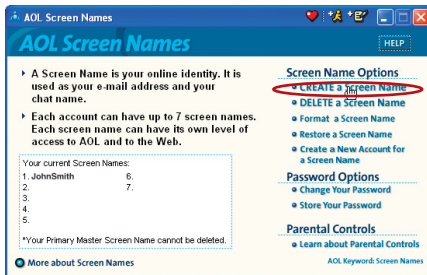 AOL Screen Names
AOL Screen Names
HELP
A Screen Name is your online identity. It is
used as your e-mail address and your
chat name.
Each account can have up to 7 screen names.
Each screen name can have its own level of
access to AOL and to the Web.
Your current Screen Names:
1. JohnSmith 6.
2. 7.
3.
4.
5.
*Your Primary Master Screen Name cannot be deleted.
More about Screen Names
Screen Name Options
CREATE a Screen Name
DELETE a Screen Name
Format a Screen Name
Restore a Screen Name
Create a New Account for
a Screen Name
Password Options
Change Your Password
Store Your Password
Parental Controls
Learn about Parental Controls
AOL Keyword: Screen Names